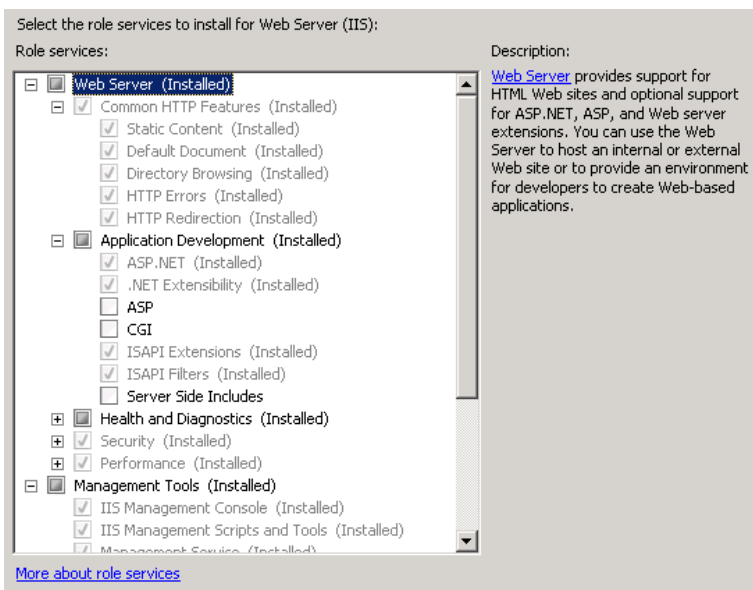 Select the role services to install for Web Server (IIS):
Role services:
Web Server (Installed)
Common HTTP Features (Installed)
Static Content (Installed)
Default Document (Installed)
Directory Browsing (Installed)
HTTP Errors (Installed)
HTTP Redirection (Installed)
Application Development (Installed)
ASP.NET (Installed)
.NET Extensibility (Installed)
ASP
CGI
ISAPI Extensions (Installed)
ISAPI Filters (Installed)
Server Side Includes
Health and Diagnostics (Installed)
Security (Installed)
Performance (Installed)
Management Tools (Installed)
IIS Management Console (Installed)
IIS Management Scripts and Tools (Installed)
Management Service (Installed)
More about role services
Description:
Web Server provides support for
HTML Web sites and optional support
for ASP.NET, ASP, and Web server
extensions. You can use the Web
Server to host an internal or external
Web site or to provide an environment
for developers to create Web-based
applications.